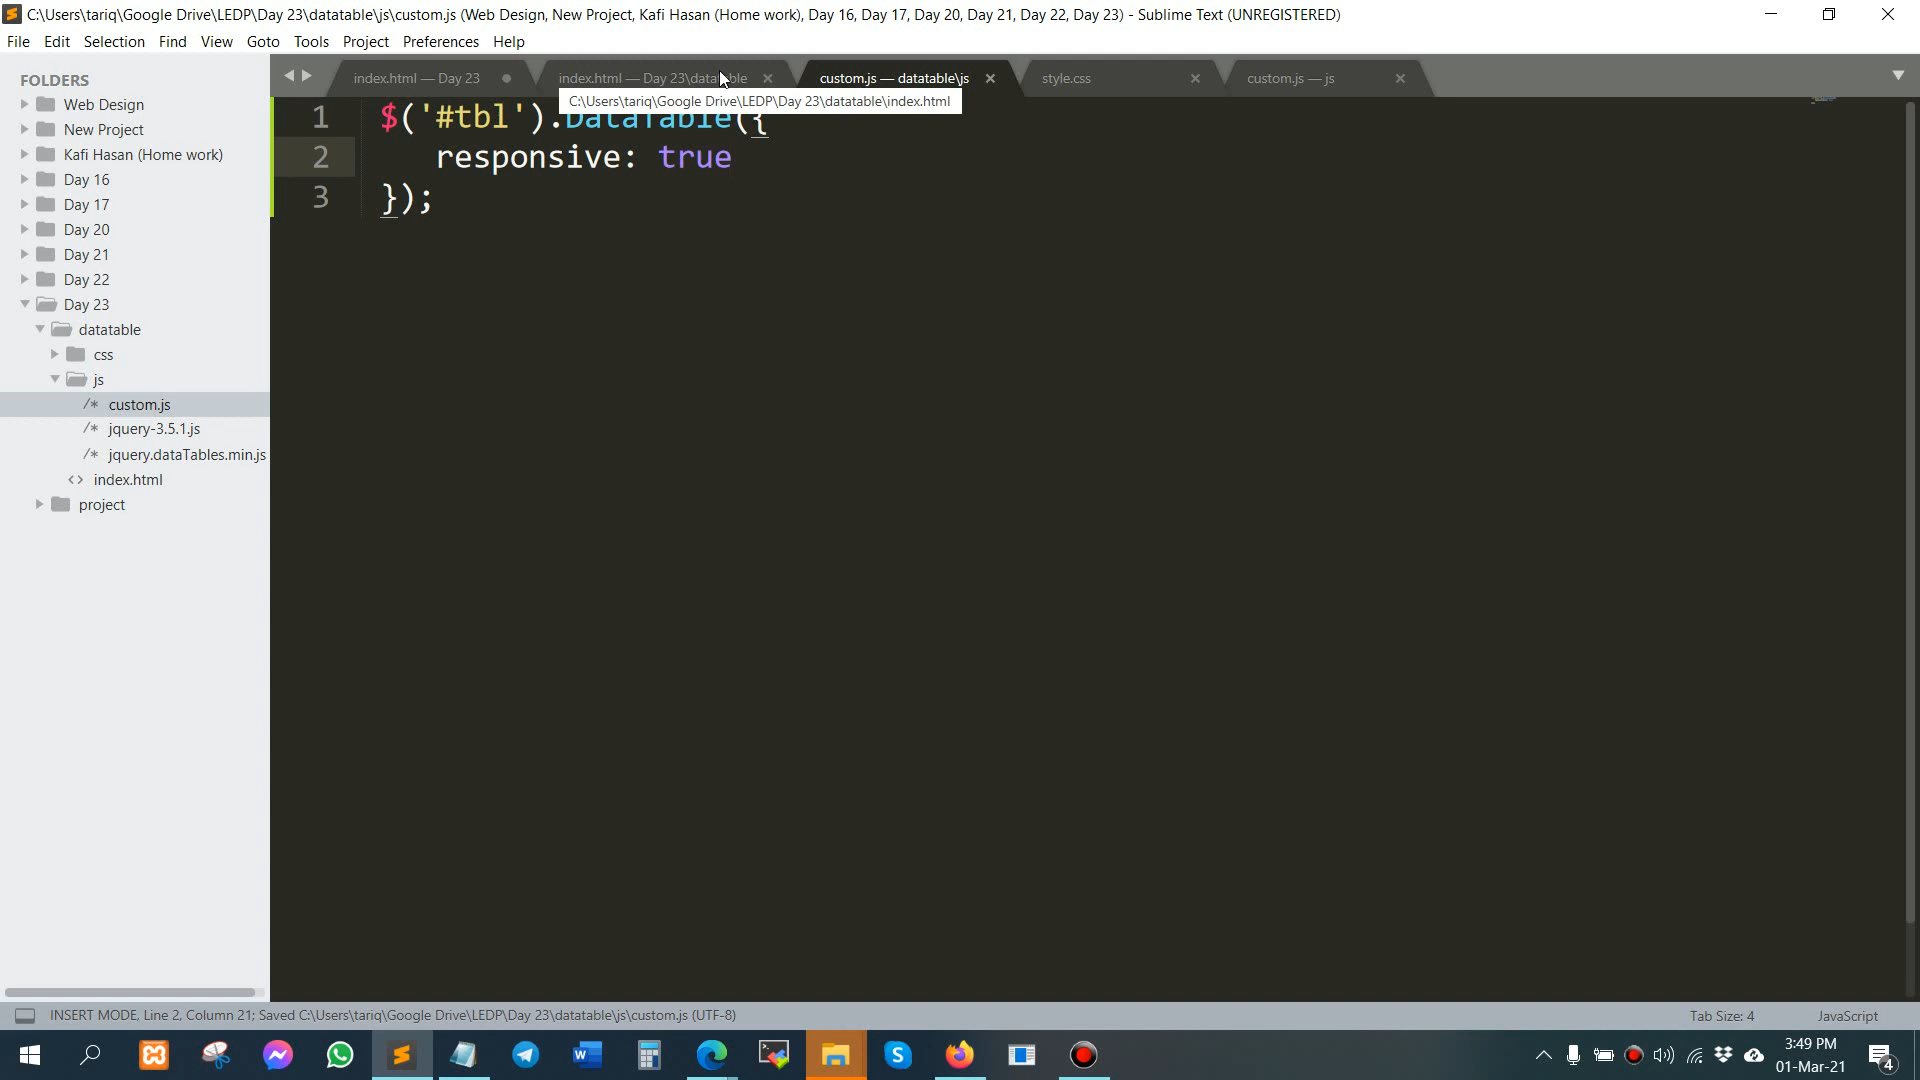 C:\Users\tariq\Google Drive\LEDP\Day 23\datatable\js\custom.js (Web Design, New Project, Kafi Hasan (Home work), Day 16, Day 17, Day 20, Day 21, Day 22, Day 23) - Sublime Text (UNREGISTERED)
File Edit Selection Find View Goto Tools Project Preferences Help
FOLDERS
Web Design
New Project
Kafi Hasan (Home work)
Day 16
Day 17
Day 20
Day 21
Day 22
Day 23
datatable
css
js
/* custom.js
/* jquery-3.5.1.js
/* jquery.dataTables.min.js
<> index.html
project
index.html — Day 23
index.html — Day 23\datatable
custom.js — datatable\js
style.css
custom.js — js
C:\Users\tariq\Google Drive\LEDP\Day 23\datatable\index.html
1 $('#tbl').DataTable({
2 responsive: true
3 });
INSERT MODE, Line 2, Column 21; Saved C:\Users\tariq\Google Drive\LEDP\Day 23\datatable\js\custom.js (UTF-8)
Tab Size: 4
JavaScript
3:49 PM
01-Mar-21
4